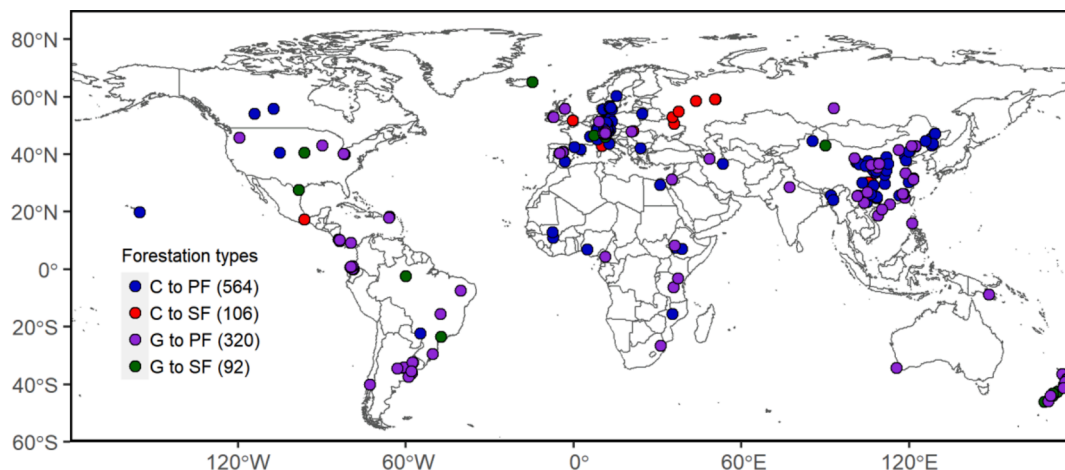 80°N
60°N
40°N
20°N
0°
20°S
40°S
60°S
Forestation types
C to PF (564)
C to SF (106)
G to PF (320)
G to SF (92)
120°W 60°W 0° 60°E 120°E